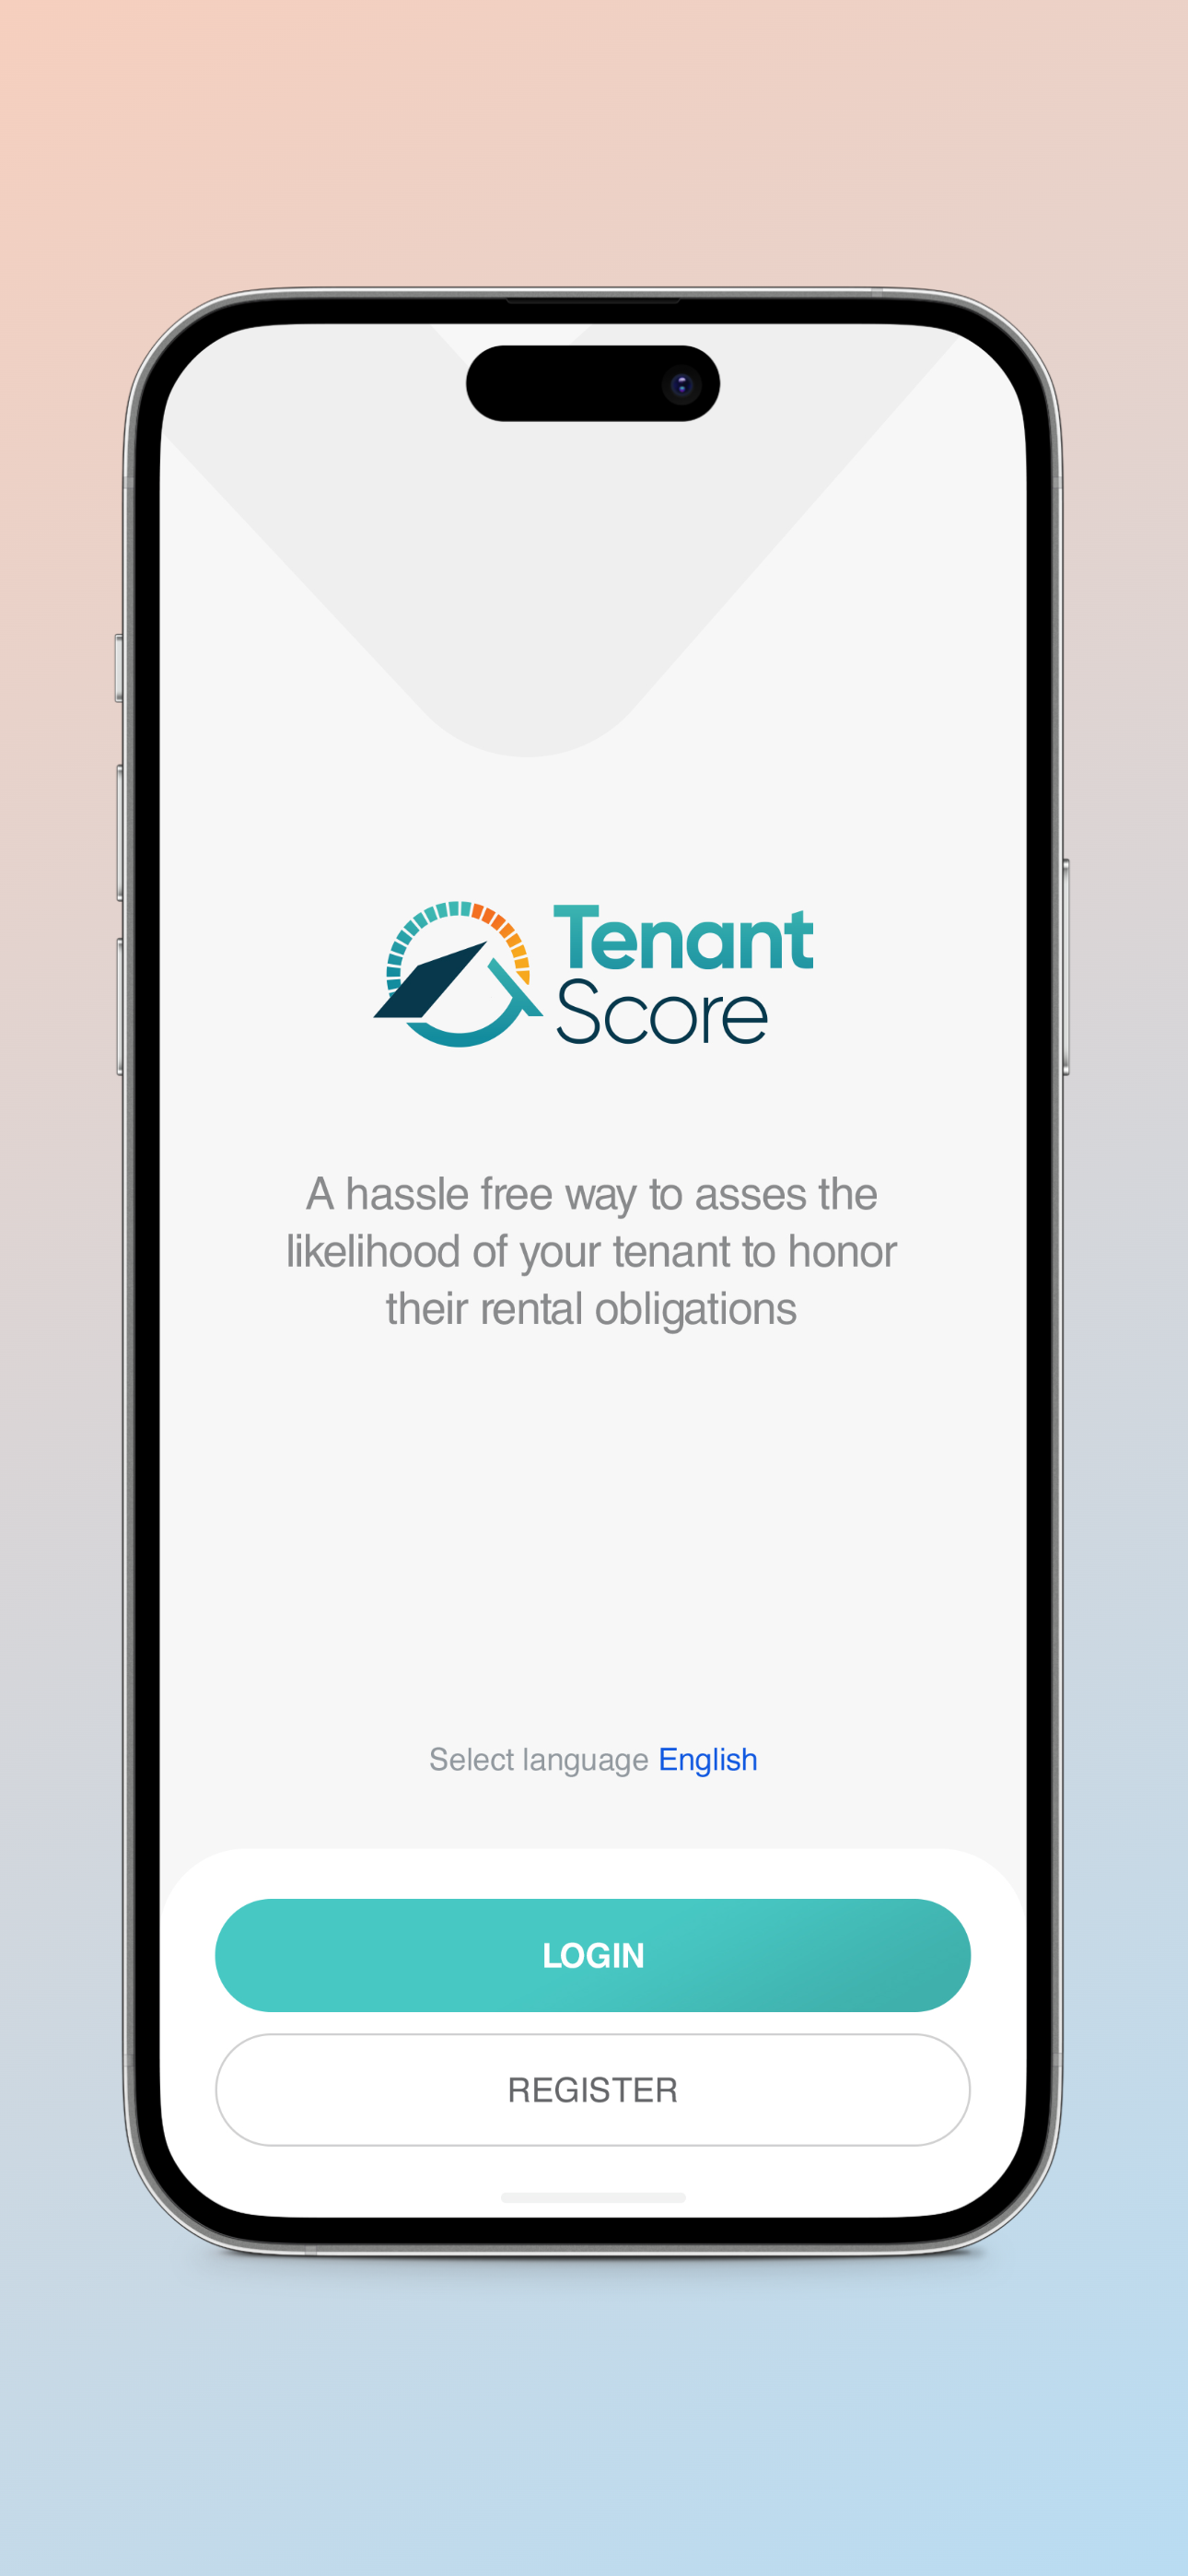 Tenant
Score
A hassle free way to asses the
likelihood of your tenant to honor
their rental obligations
Select language English
LOGIN
REGISTER